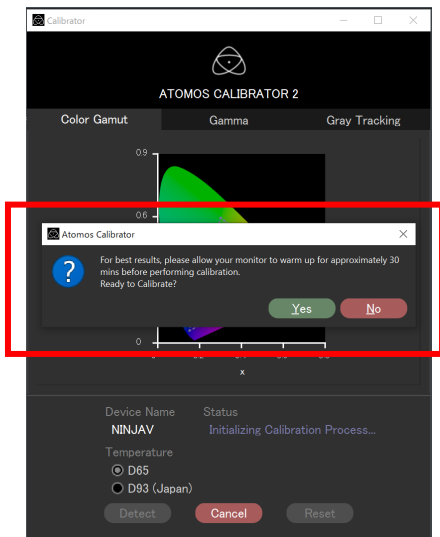 Calibrator
ATOMOS CALIBRATOR 2
Color Gamut Gamma Gray Tracking
0.9
0.6
Atomos Calibrator
For best results, please allow your monitor to warm up for approximately 30
mins before performing calibration.
Ready to Calibrate?
Yes No
0
x
Device Name Status
NINJAV Initializing Calibration Process...
Temperature
D65
D93 (Japan)
Detect Cancel Reset